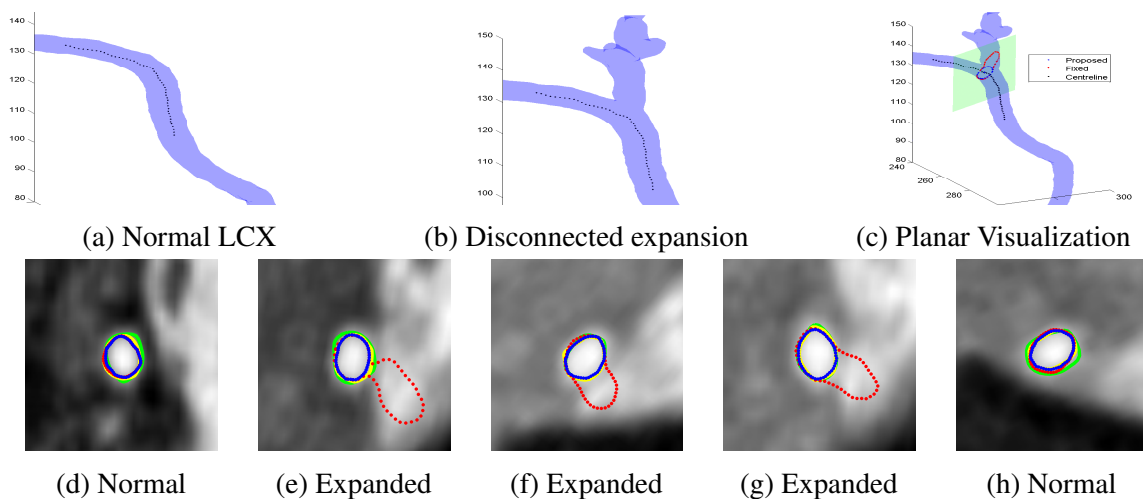 140
130
120
110
100
90
80
150
140
130
120
110
100
150
140
130
120
110
100
90
80
260
280
300
Proposed
Fixed
Centreline
(a) Normal LCX
(b) Disconnected expansion
(c) Planar Visualization
(d) Normal
(e) Expanded
(f) Expanded
(g) Expanded
(h) Normal